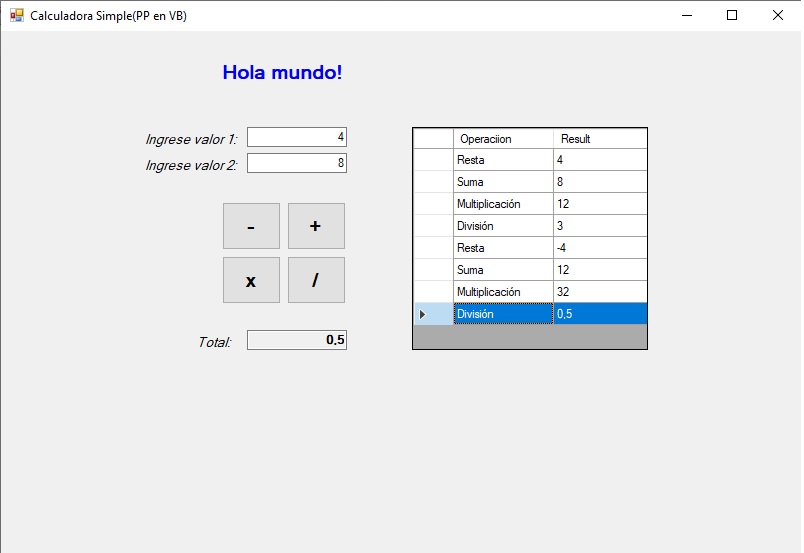 Calculadora Simple(PP en VB)
Hola mundo!
Ingrese valor 1: 4
Ingrese valor 2: 8
- +
x /
Total: 0,5
Operaciion Result
Resta 4
Suma 8
Multiplicación 12
División 3
Resta -4
Suma 12
Multiplicación 32
División 0,5